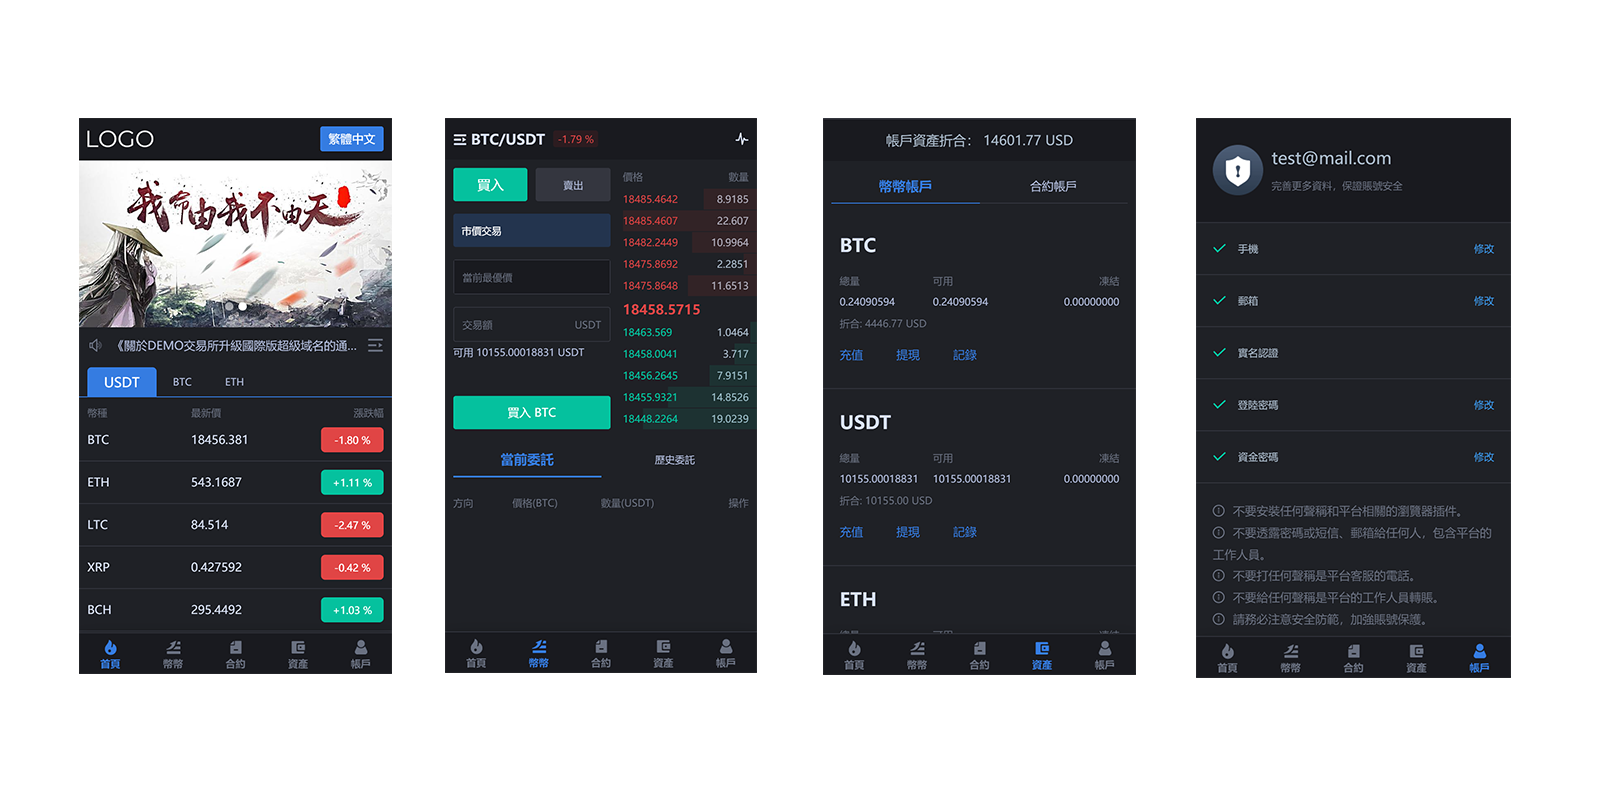 LOGO
繁體中文
我命由我不由天
《關於DEMO交易所升級國際版超級域名的通...
USDT BTC ETH
幣種 最新價 漲跌幅
BTC 18456.381 -1.80 %
ETH 543.1687 +1.11 %
LTC 84.514 -2.47 %
XRP 0.427592 -0.42 %
BCH 295.4492 +1.03 %
首頁 幣幣 合約 資產 帳戶
BTC/USDT -1.79 %
買入 賣出
市價交易
當前最優價
交易額 USDT
可用 10155.00018831 USDT
買入 BTC
價格 數量
18485.4642 8.9185
18485.4607 22.607
18482.2449 10.9964
18475.8692 2.2851
18475.8648 11.6513
18458.5715
18463.569 1.0464
18458.0041 3.717
18456.2645 7.9151
18455.9321 14.8526
18448.2264 19.0239
當前委託 歷史委託
方向 價格(BTC) 數量(USDT) 操作
首頁 幣幣 合約 資產 帳戶
帳戶資產折合： 14601.77 USD
幣幣帳戶 合約帳戶
BTC
總量 可用 凍結
0.24090594 0.24090594 0.00000000
折合: 4446.77 USD
充值 提現 記錄
USDT
總量 可用 凍結
10155.00018831 10155.00018831 0.00000000
折合: 10155.00 USD
充值 提現 記錄
ETH
總量 可用 凍結
首頁 幣幣 合約 資產 帳戶
test@mail.com
完善更多資料，保證賬號安全
手機 修改
郵箱 修改
實名認證
登陸密碼 修改
資金密碼 修改
不要安裝任何聲稱和平台相關的瀏覽器插件。
不要透露密碼或短信、郵箱給任何人，包含平台的
工作人員。
不要打任何聲稱是平台客服的電話。
不要給任何聲稱是平台的工作人員轉賬。
請務必注意安全防範，加強賬號保護。
首頁 幣幣 合約 資產 帳戶